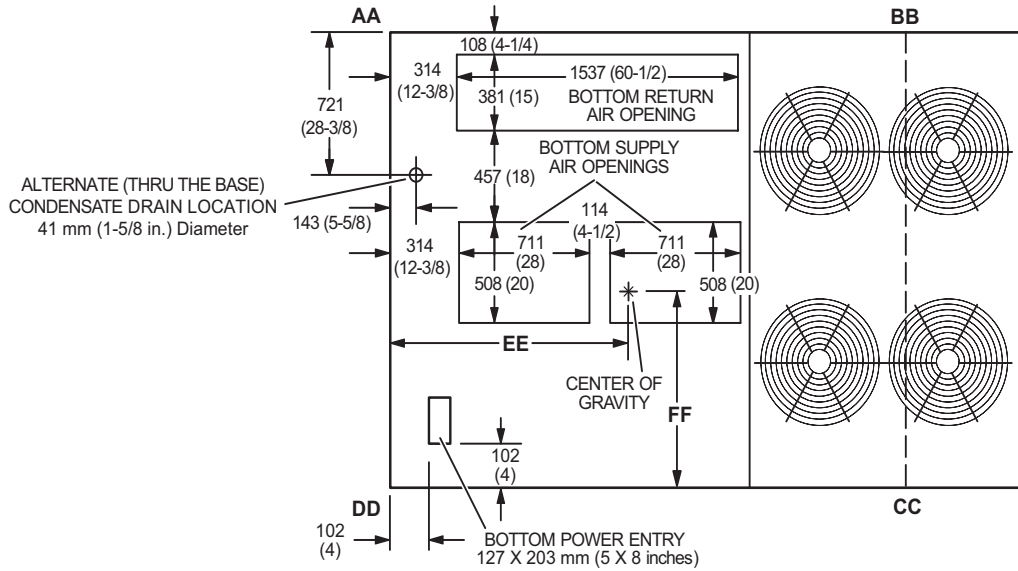 AA
BB
108 (4-1/4)
314
(12-3/8)
1537 (60-1/2)
381 (15)
BOTTOM RETURN
AIR OPENING
721
(28-3/8)
BOTTOM SUPPLY
AIR OPENINGS
457 (18)
ALTERNATE (THRU THE BASE)
CONDENSATE DRAIN LOCATION
41 mm (1-5/8 in.) Diameter
143 (5-5/8)
114
(4-1/2)
314
(12-3/8)
711
(28)
711
(28)
508 (20)
508 (20)
EE
CENTER OF
GRAVITY
FF
102
(4)
DD
CC
102
(4)
BOTTOM POWER ENTRY
127 X 203 mm (5 X 8 inches)